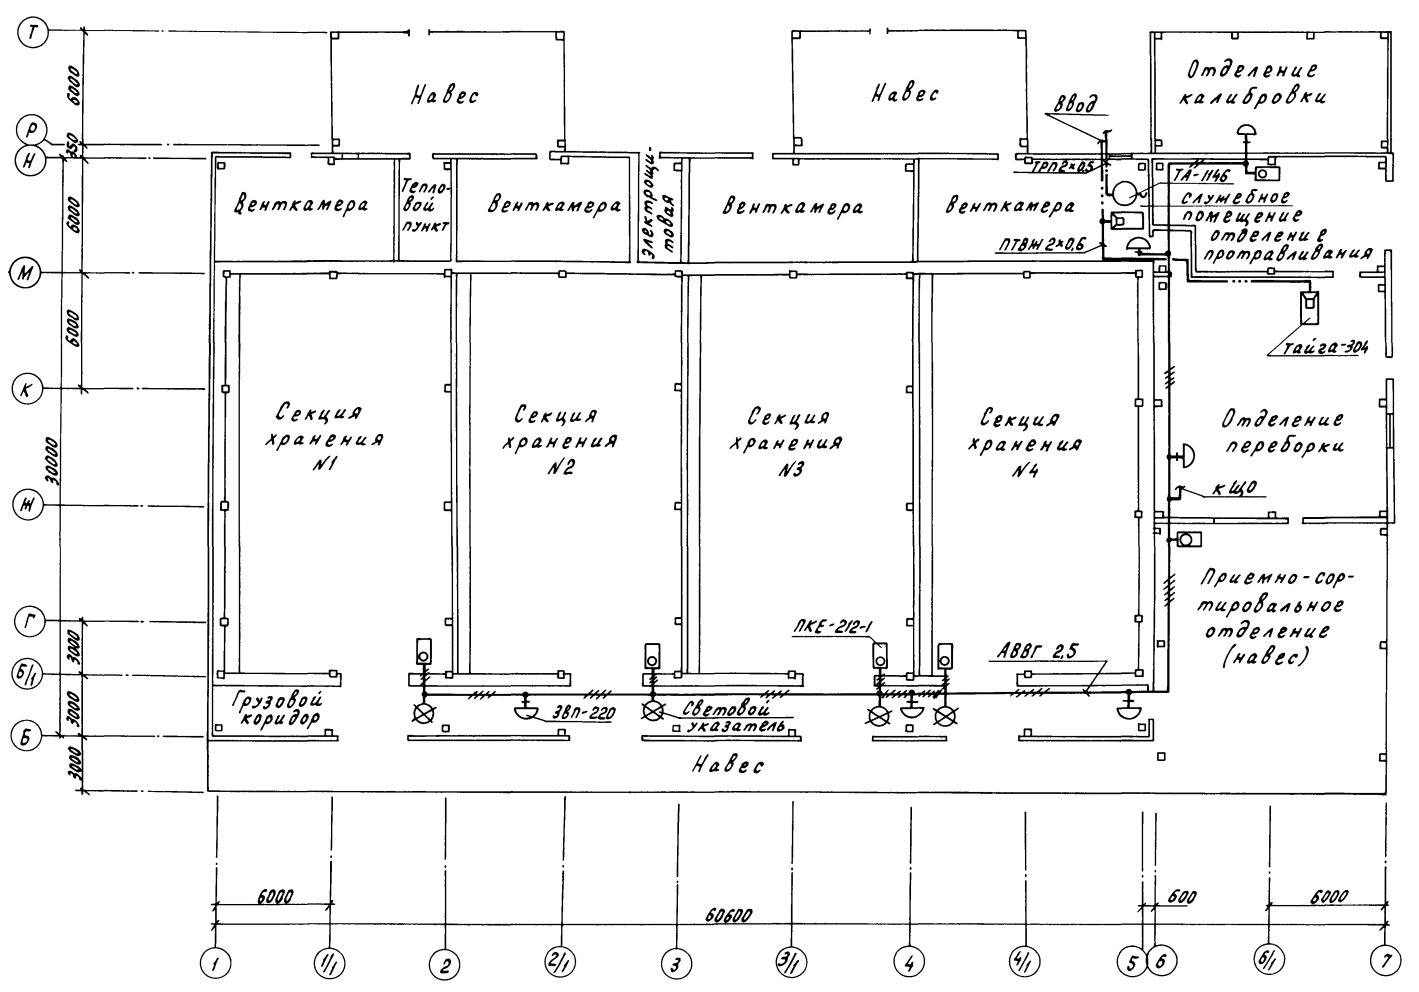 Т
6000
Р
350
Н
6000
М
6000
К
30000
Ж
Г
3000
Б/1
3000
Б
3000
Навес
Навес
Ввод
Отделение
калибровки
Венткамера
Тепло-
вой
пункт
Венткамера
электрощи-
товая
Венткамера
Венткамера
ТРП 2×0,5
ТА-1146
служебное
помещение
ПТВЖ 2×0,6
отделение
протравливания
Тайга-304
Секция
хранения
N1
Секция
хранения
N2
Секция
хранения
N3
Секция
хранения
N4
Отделение
переборки
к ЩО
Приемно-сор-
тировальное
отделение
(навес)
ПКЕ-212-1
АВВГ 2,5
Грузовой
коридор
ЗВП-220
Световой
указатель
Навес
6000
60600
600
6000
1
1/1
2
2/1
3
3/1
4
4/1
5
6
6/1
7